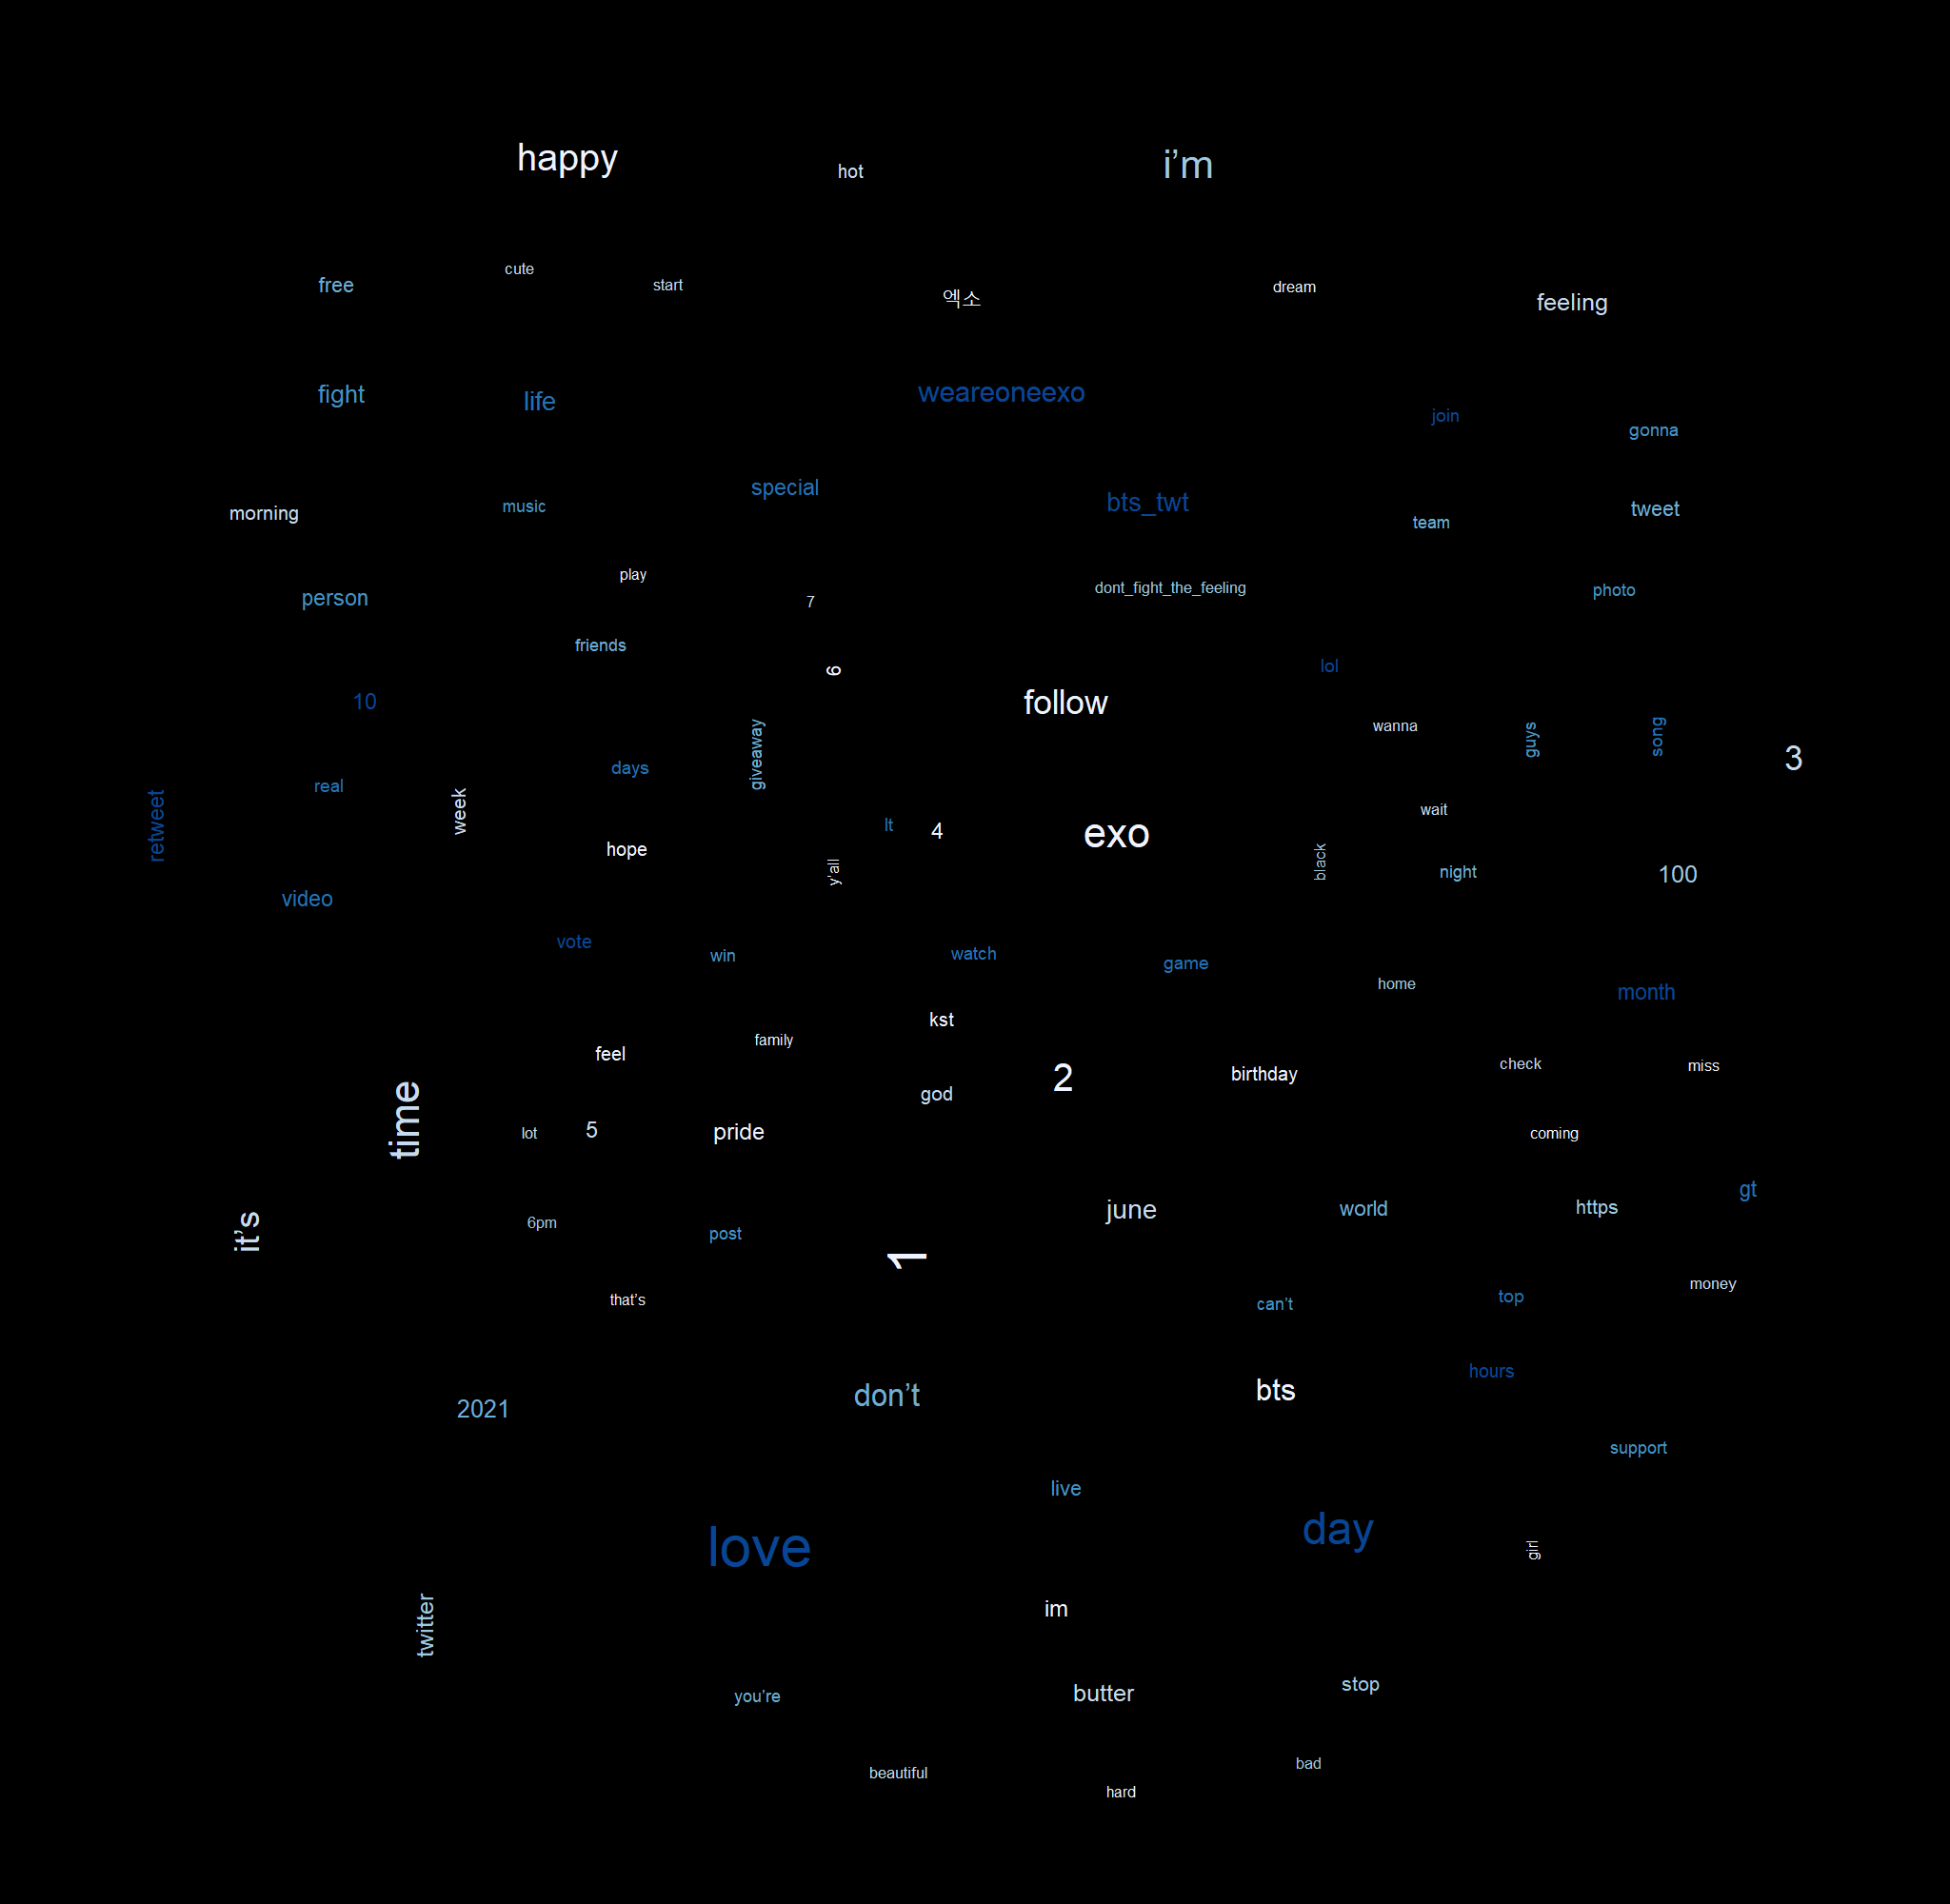 happy
hot
i’m
free
cute
start
엑소
dream
feeling
fight
life
weareoneexo
join
gonna
morning
music
special
bts_twt
team
tweet
person
play
7
dont_fight_the_feeling
photo
friends
6
lol
10
follow
giveaway
wanna
guys
song
3
retweet
real
week
days
hope
lt
4
exo
y'all
wait
black
night
100
video
vote
win
watch
game
home
month
kst
feel
family
2
birthday
check
miss
god
time
lot
5
pride
coming
it’s
6pm
post
june
world
https
gt
1
that’s
can’t
top
money
2021
don’t
bts
hours
support
live
love
day
girl
twitter
im
you’re
butter
stop
beautiful
hard
bad